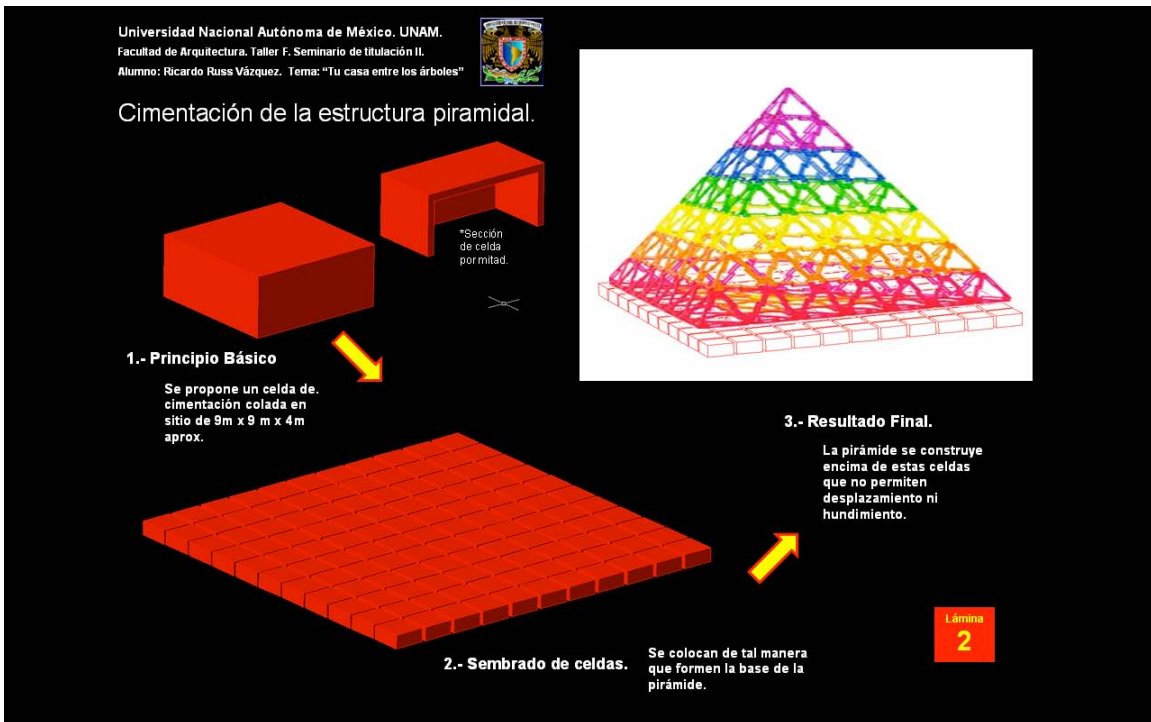 Universidad Nacional Autónoma de México. UNAM.
Facultad de Arquitectura. Taller F. Seminario de titulación II.
Alumno: Ricardo Russ Vázquez. Tema: “Tu casa entre los árboles”
Cimentación de la estructura piramidal.
*Sección
de celda
por mitad.
1.- Principio Básico
Se propone un celda de.
cimentación colada en
sitio de 9m x 9 m x 4m
aprox.
2.- Sembrado de celdas.
Se colocan de tal manera
que formen la base de la
pirámide.
3.- Resultado Final.
La pirámide se construye
encima de estas celdas
que no permiten
desplazamiento ni
hundimiento.
Lámina
2